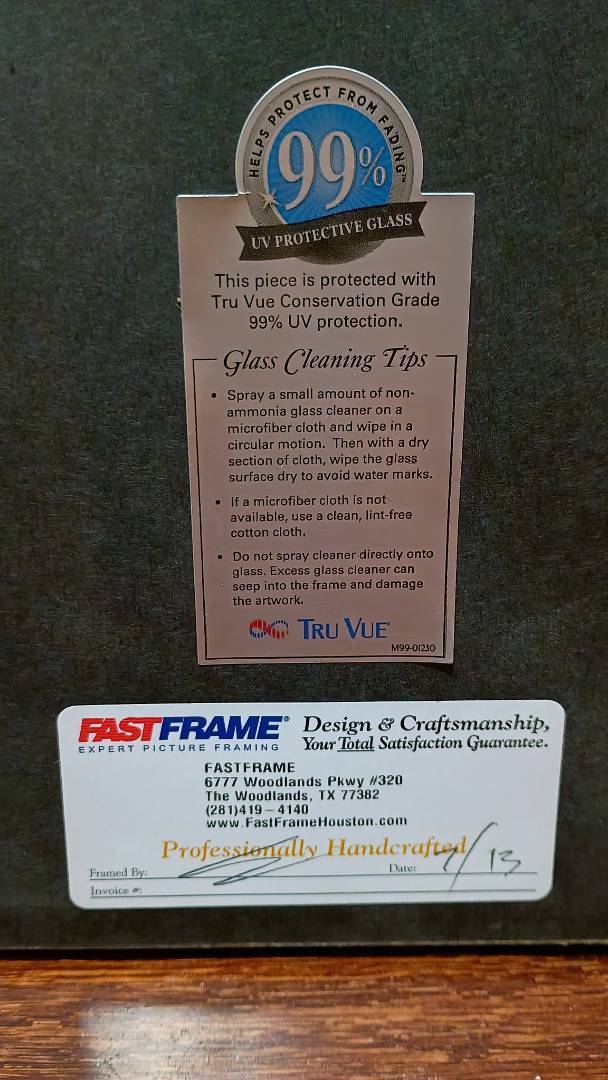 HELPS PROTECT FROM FADING™
99%
UV PROTECTIVE GLASS
This piece is protected with
Tru Vue Conservation Grade
99% UV protection.
Glass Cleaning Tips
• Spray a small amount of non-
ammonia glass cleaner on a
microfiber cloth and wipe in a
circular motion. Then with a dry
section of cloth, wipe the glass
surface dry to avoid water marks.
• If a microfiber cloth is not
available, use a clean, lint-free
cotton cloth.
• Do not spray cleaner directly onto
glass. Excess glass cleaner can
seep into the frame and damage
the artwork.
TRU VUE®
M99-01230
FASTFRAME®
EXPERT PICTURE FRAMING
Design & Craftsmanship,
Your Total Satisfaction Guarantee.
FASTFRAME
6777 Woodlands Pkwy #320
The Woodlands, TX 77382
(281)419-4140
www.FastFrameHouston.com
Professionally Handcrafted
Framed By: Date: 7/13
Invoice #: